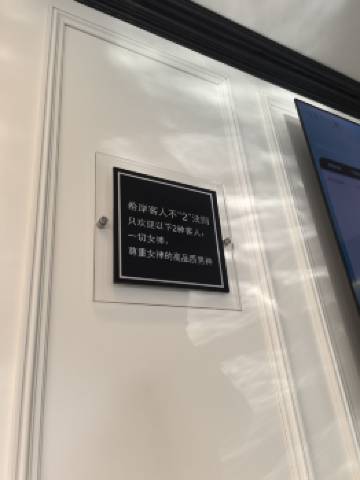 希岸客人不“2”法则
只欢迎以下2种客人，
一切女神，
尊重女神的高品质男神